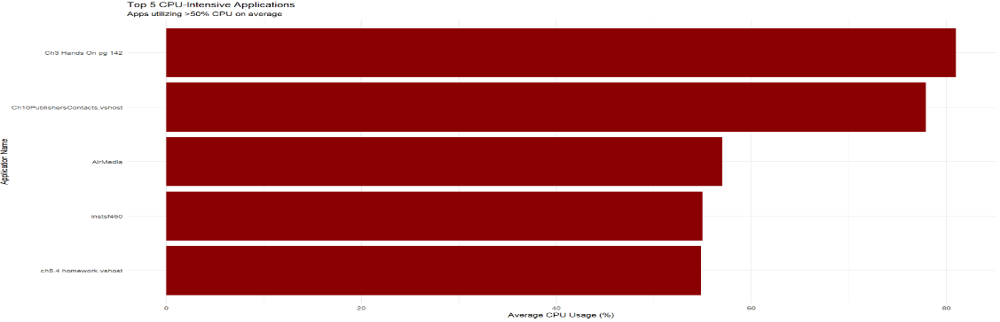 Top 5 CPU-Intensive Applications
Apps utilizing >50% CPU on average
Application Name
Ch3 Hands On pg 142
Ch10PublishersContacts.vshost
AirMedia
instsf450
ch5.4 homework.vshost
0 20 40 60 80
Average CPU Usage (%)